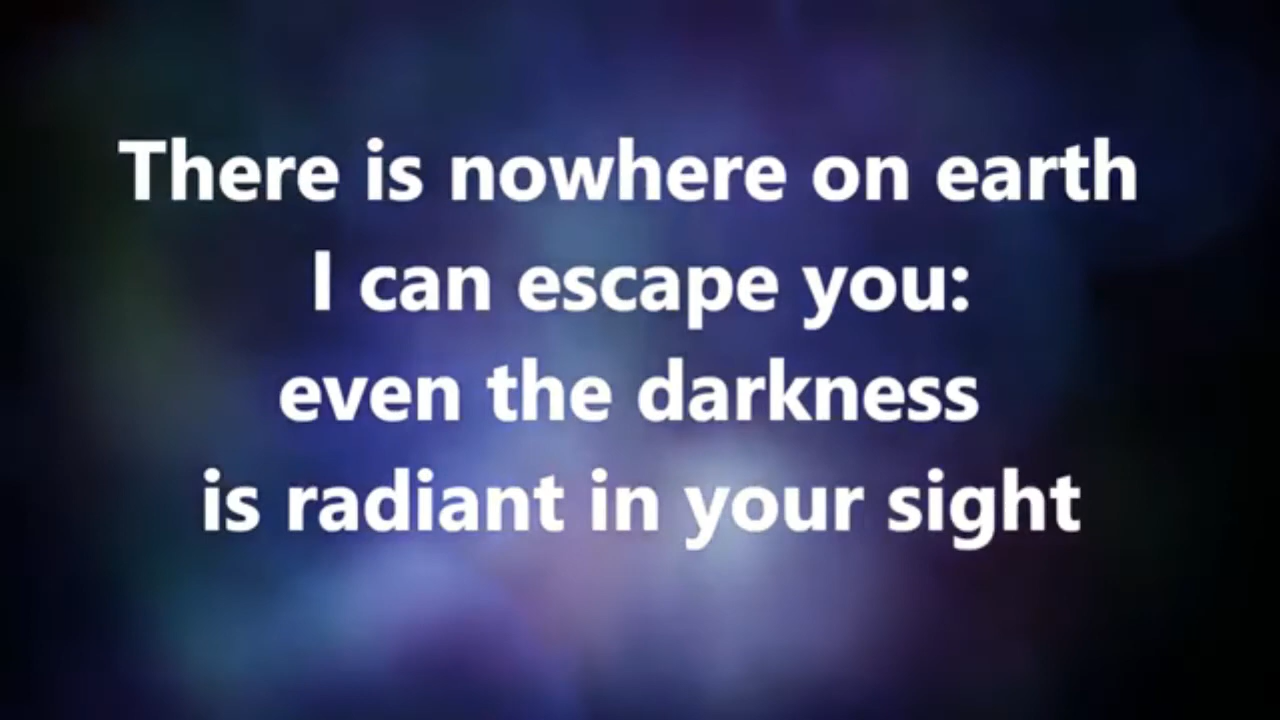 There is nowhere on earth
I can escape you:
even the darkness
is radiant in your sight